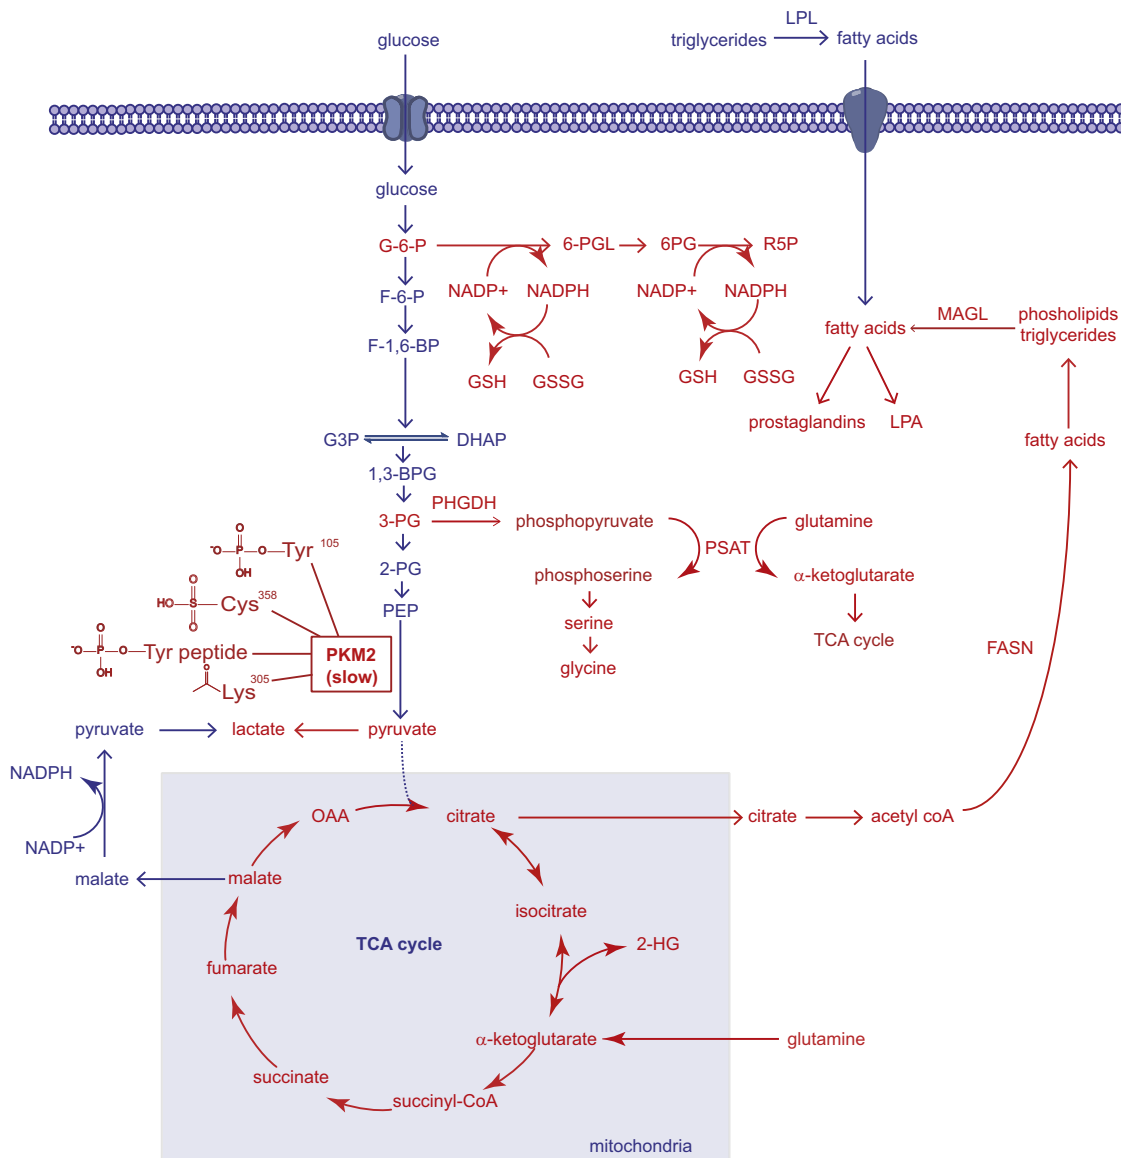 LPL
glucose
triglycerides
fatty acids
glucose
G-6-P
6-PGL
6PG
R5P
F-6-P
NADP+
NADPH
NADP+
NADPH
F-1,6-BP
GSH
GSSG
GSH
GSSG
fatty acids
MAGL
phosholipids
triglycerides
prostaglandins
LPA
G3P
DHAP
fatty acids
1,3-BPG
3-PG
PHGDH
phosphopyruvate
glutamine
PSAT
-O-P-O-Tyr 105
O
OH
2-PG
phosphoserine
α-ketoglutarate
PEP
HO-S-Cys 358
O
O
serine
TCA cycle
-O-P-O-Tyr peptide
O
OH
PKM2
(slow)
glycine
FASN
O
Lys 305
pyruvate
lactate
pyruvate
NADPH
OAA
citrate
citrate
acetyl coA
NADP+
malate
malate
isocitrate
TCA cycle
2-HG
fumarate
α-ketoglutarate
glutamine
succinate
succinyl-CoA
mitochondria